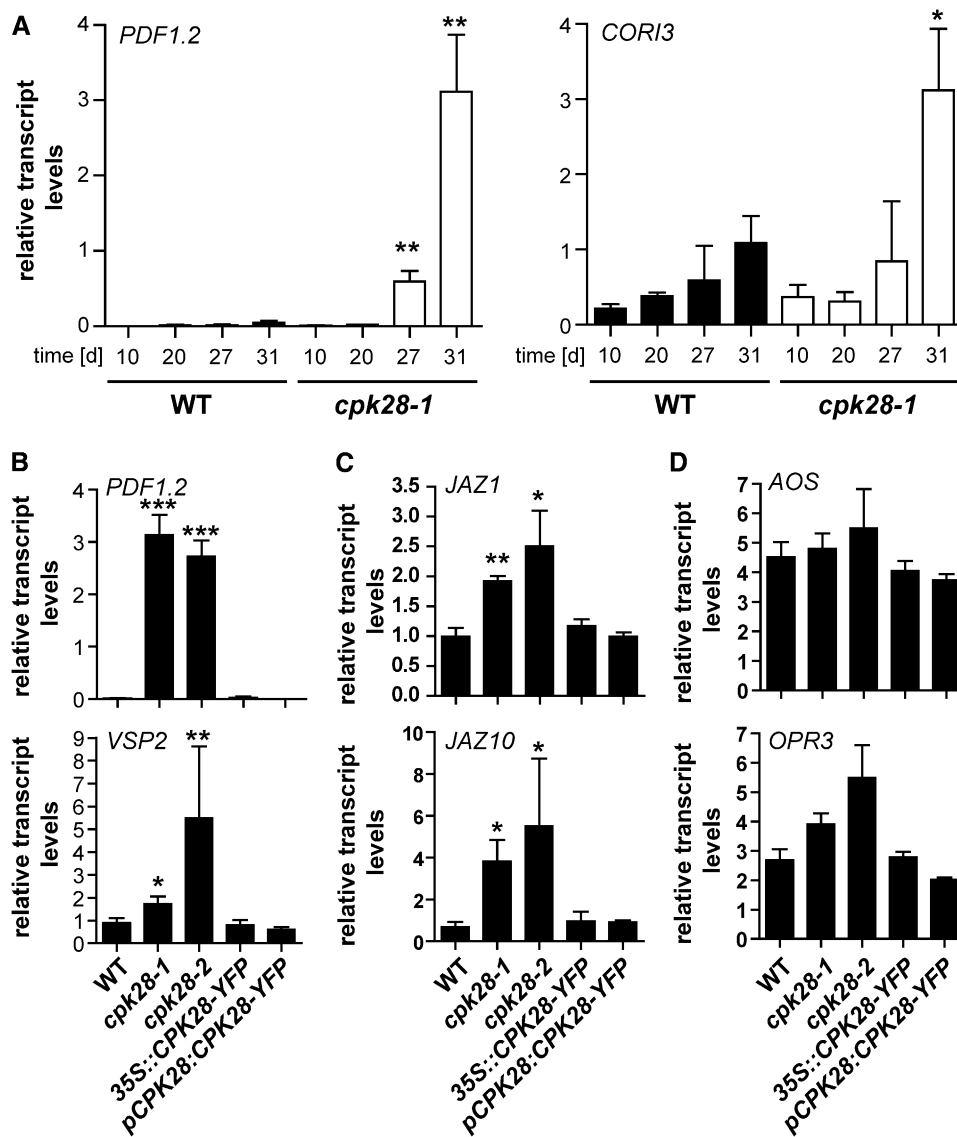 A
PDF1.2
**
**
relative transcript
levels
4
3
2
1
0
time [d] 10 20 27 31 10 20 27 31
WT cpk28-1
CORI3
*
4
3
2
1
0
time [d] 10 20 27 31 10 20 27 31
WT cpk28-1
B
PDF1.2
***
***
relative transcript
levels
4
3
2
1
0
VSP2
**
*
relative transcript
levels
9
8
7
6
5
4
3
2
1
0
WT
cpk28-1
cpk28-2
35S::CPK28-YFP
pCPK28:CPK28-YFP
C
JAZ1
*
**
relative transcript
levels
3.5
3.0
2.5
2.0
1.5
1.0
0.5
0.0
JAZ10
*
*
relative transcript
levels
10
8
6
4
2
0
WT
cpk28-1
cpk28-2
35S::CPK28-YFP
pCPK28:CPK28-YFP
D
AOS
relative transcript
levels
7
6
5
4
3
2
1
0
OPR3
relative transcript
levels
7
6
5
4
3
2
1
0
WT
cpk28-1
cpk28-2
35S::CPK28-YFP
pCPK28:CPK28-YFP